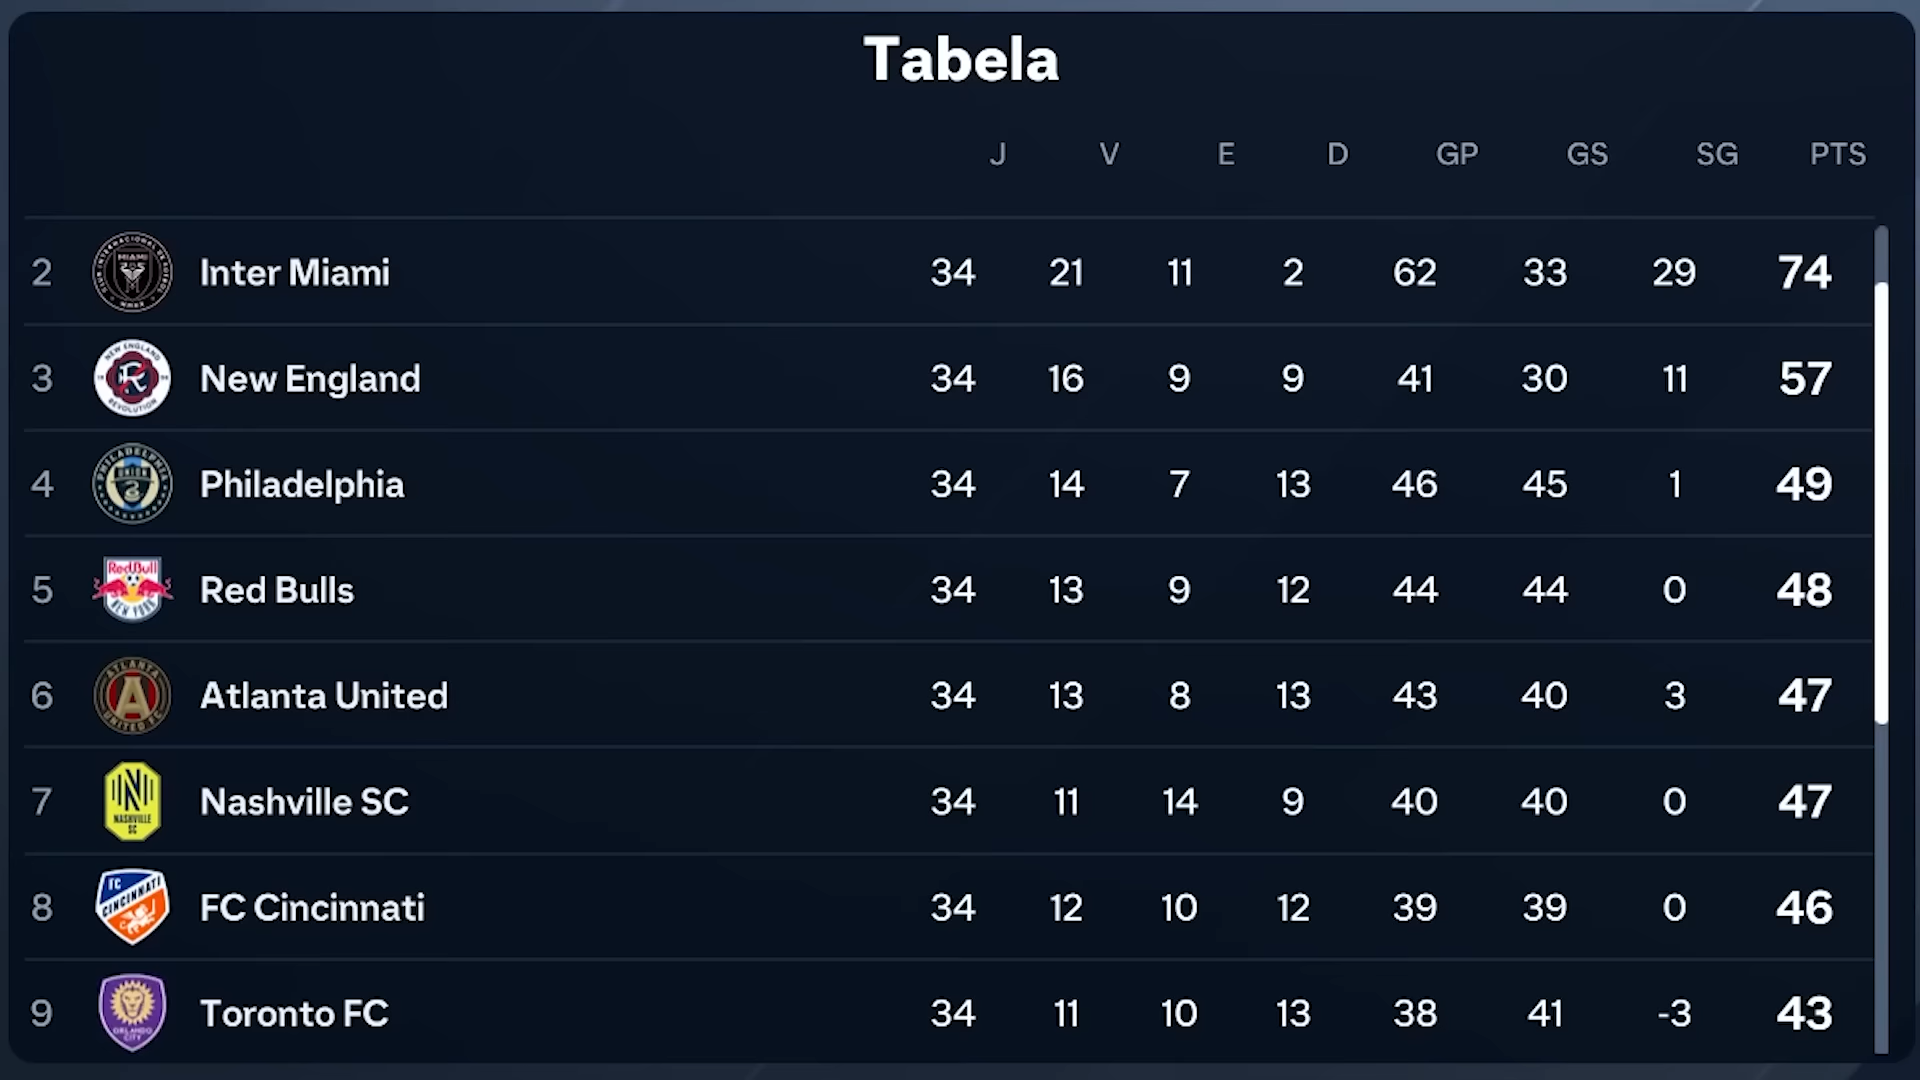 Tabela
J V E D GP GS SG PTS
2 Inter Miami 34 21 11 2 62 33 29 74
3 New England 34 16 9 9 41 30 11 57
4 Philadelphia 34 14 7 13 46 45 1 49
5 Red Bulls 34 13 9 12 44 44 0 48
6 Atlanta United 34 13 8 13 43 40 3 47
7 Nashville SC 34 11 14 9 40 40 0 47
8 FC Cincinnati 34 12 10 12 39 39 0 46
9 Toronto FC 34 11 10 13 38 41 -3 43